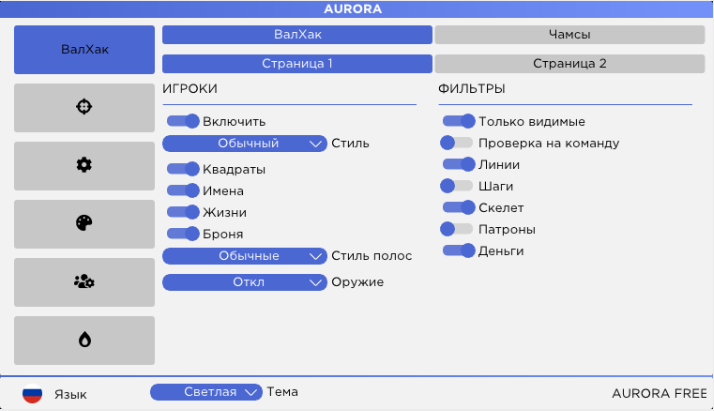 AURORA
ВалХак
ВалХак
Чамсы
Страница 1
Страница 2
ИГРОКИ
Включить
Обычный Стиль
Квадраты
Имена
Жизни
Броня
Обычные Стиль полос
Откл Оружие
ФИЛЬТРЫ
Только видимые
Проверка на команду
Линии
Шаги
Скелет
Патроны
Деньги
Язык
Светлая Тема
AURORA FREE